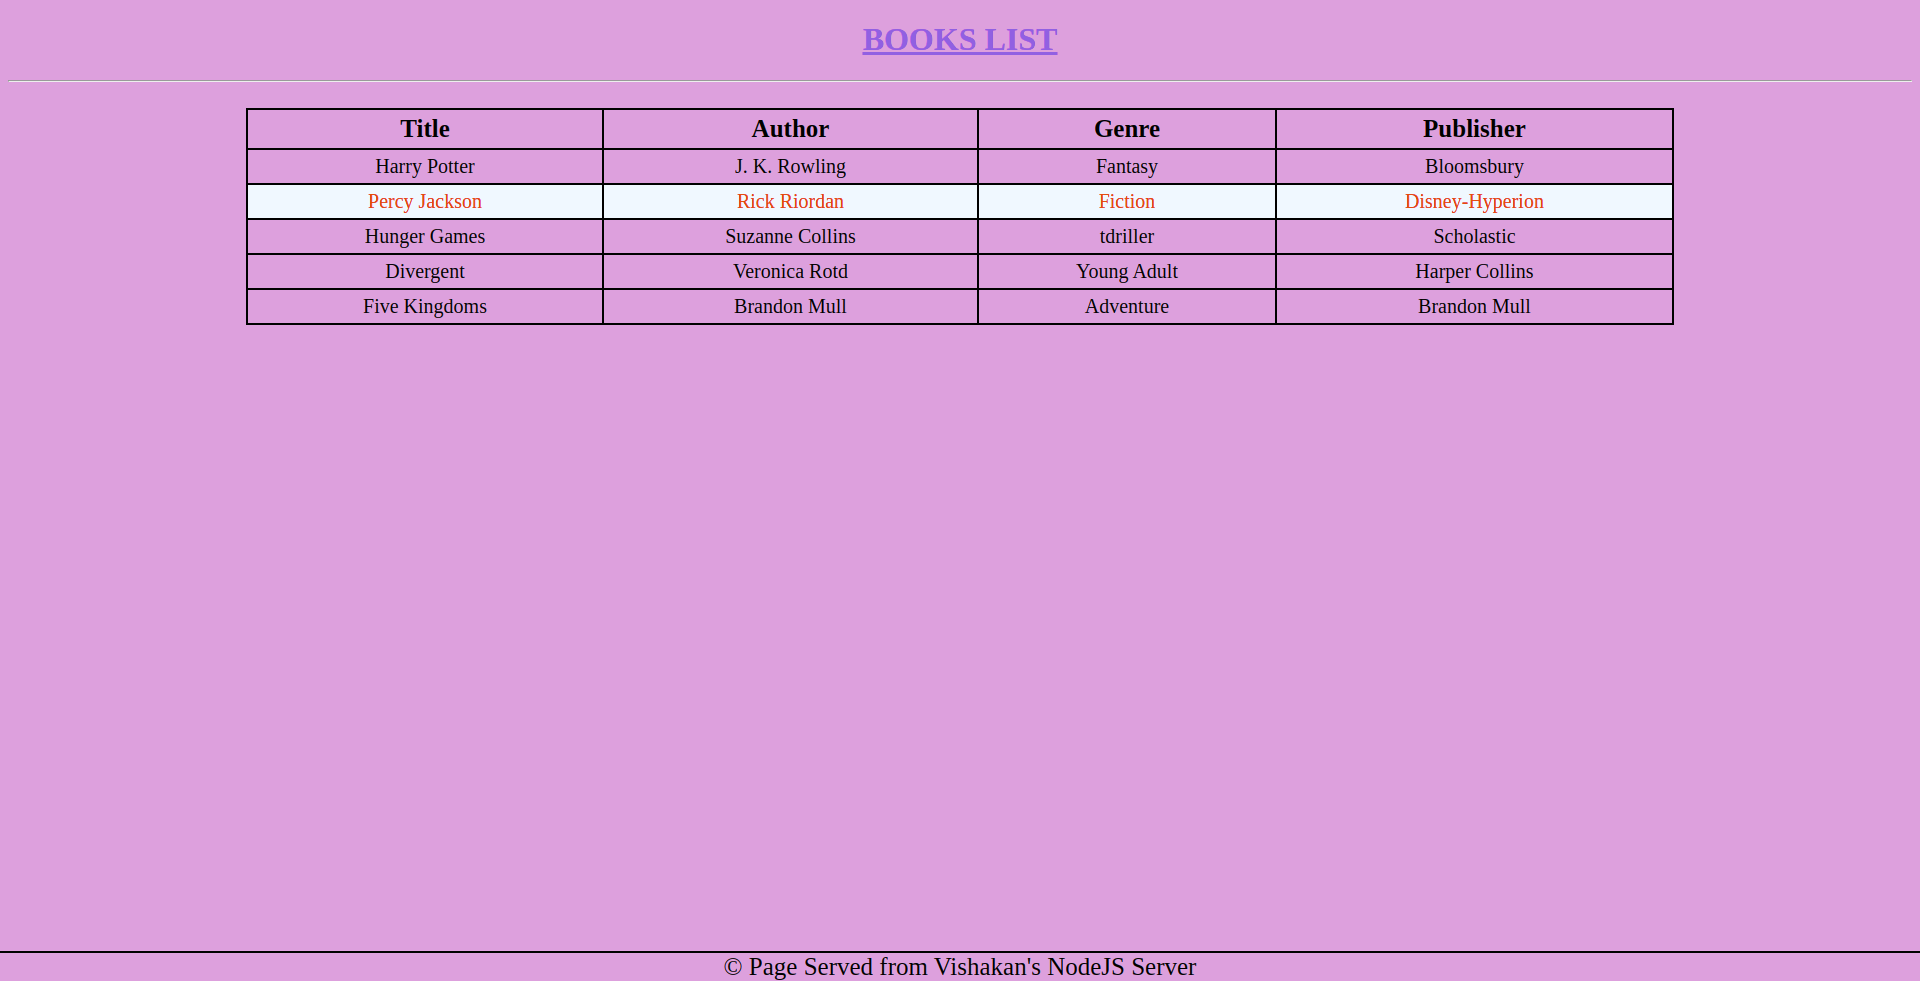 BOOKS LIST
Title Author Genre Publisher
Harry Potter J. K. Rowling Fantasy Bloomsbury
Percy Jackson Rick Riordan Fiction Disney-Hyperion
Hunger Games Suzanne Collins tdriller Scholastic
Divergent Veronica Rotd Young Adult Harper Collins
Five Kingdoms Brandon Mull Adventure Brandon Mull
© Page Served from Vishakan's NodeJS Server